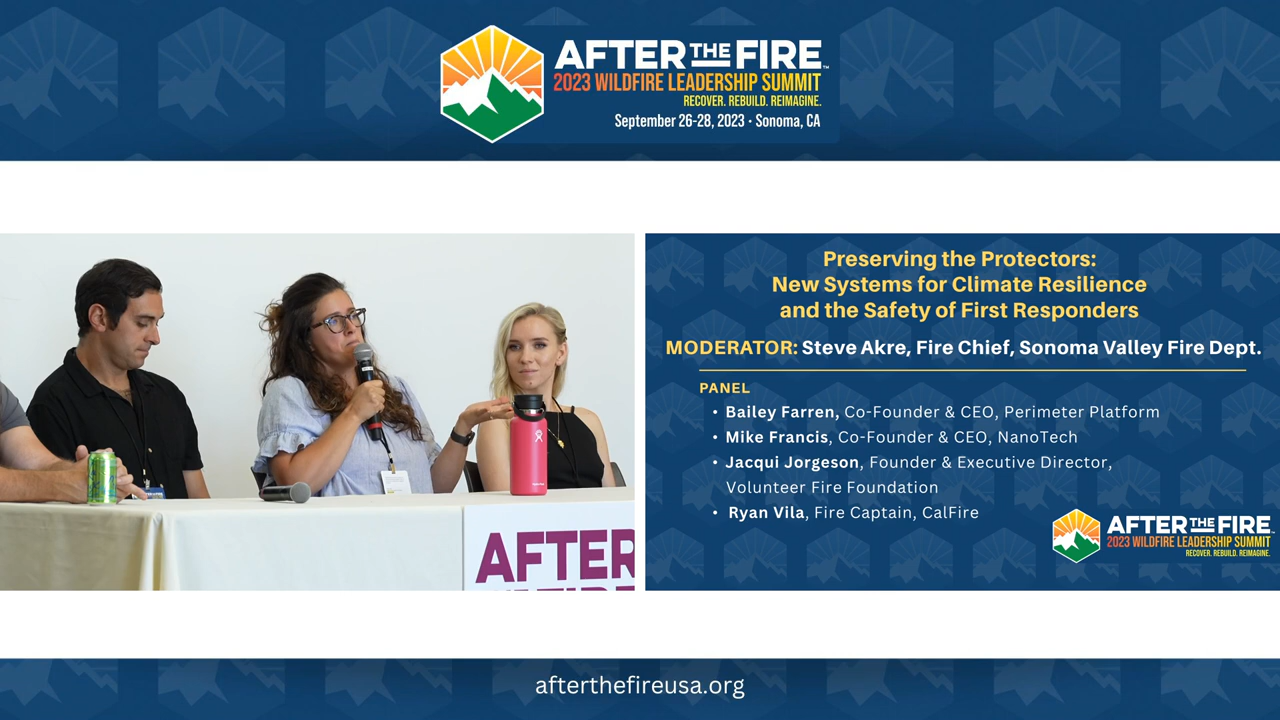 AFTER THE FIRE™
2023 WILDFIRE LEADERSHIP SUMMIT
RECOVER. REBUILD. REIMAGINE.
September 26-28, 2023 • Sonoma, CA
AFTER
Preserving the Protectors:
New Systems for Climate Resilience
and the Safety of First Responders
MODERATOR: Steve Akre, Fire Chief, Sonoma Valley Fire Dept.
PANEL
• Bailey Farren, Co-Founder & CEO, Perimeter Platform
• Mike Francis, Co-Founder & CEO, NanoTech
• Jacqui Jorgeson, Founder & Executive Director,
Volunteer Fire Foundation
• Ryan Vila, Fire Captain, CalFire
AFTER THE FIRE™
2023 WILDFIRE LEADERSHIP SUMMIT
RECOVER. REBUILD. REIMAGINE.
afterthefireusa.org